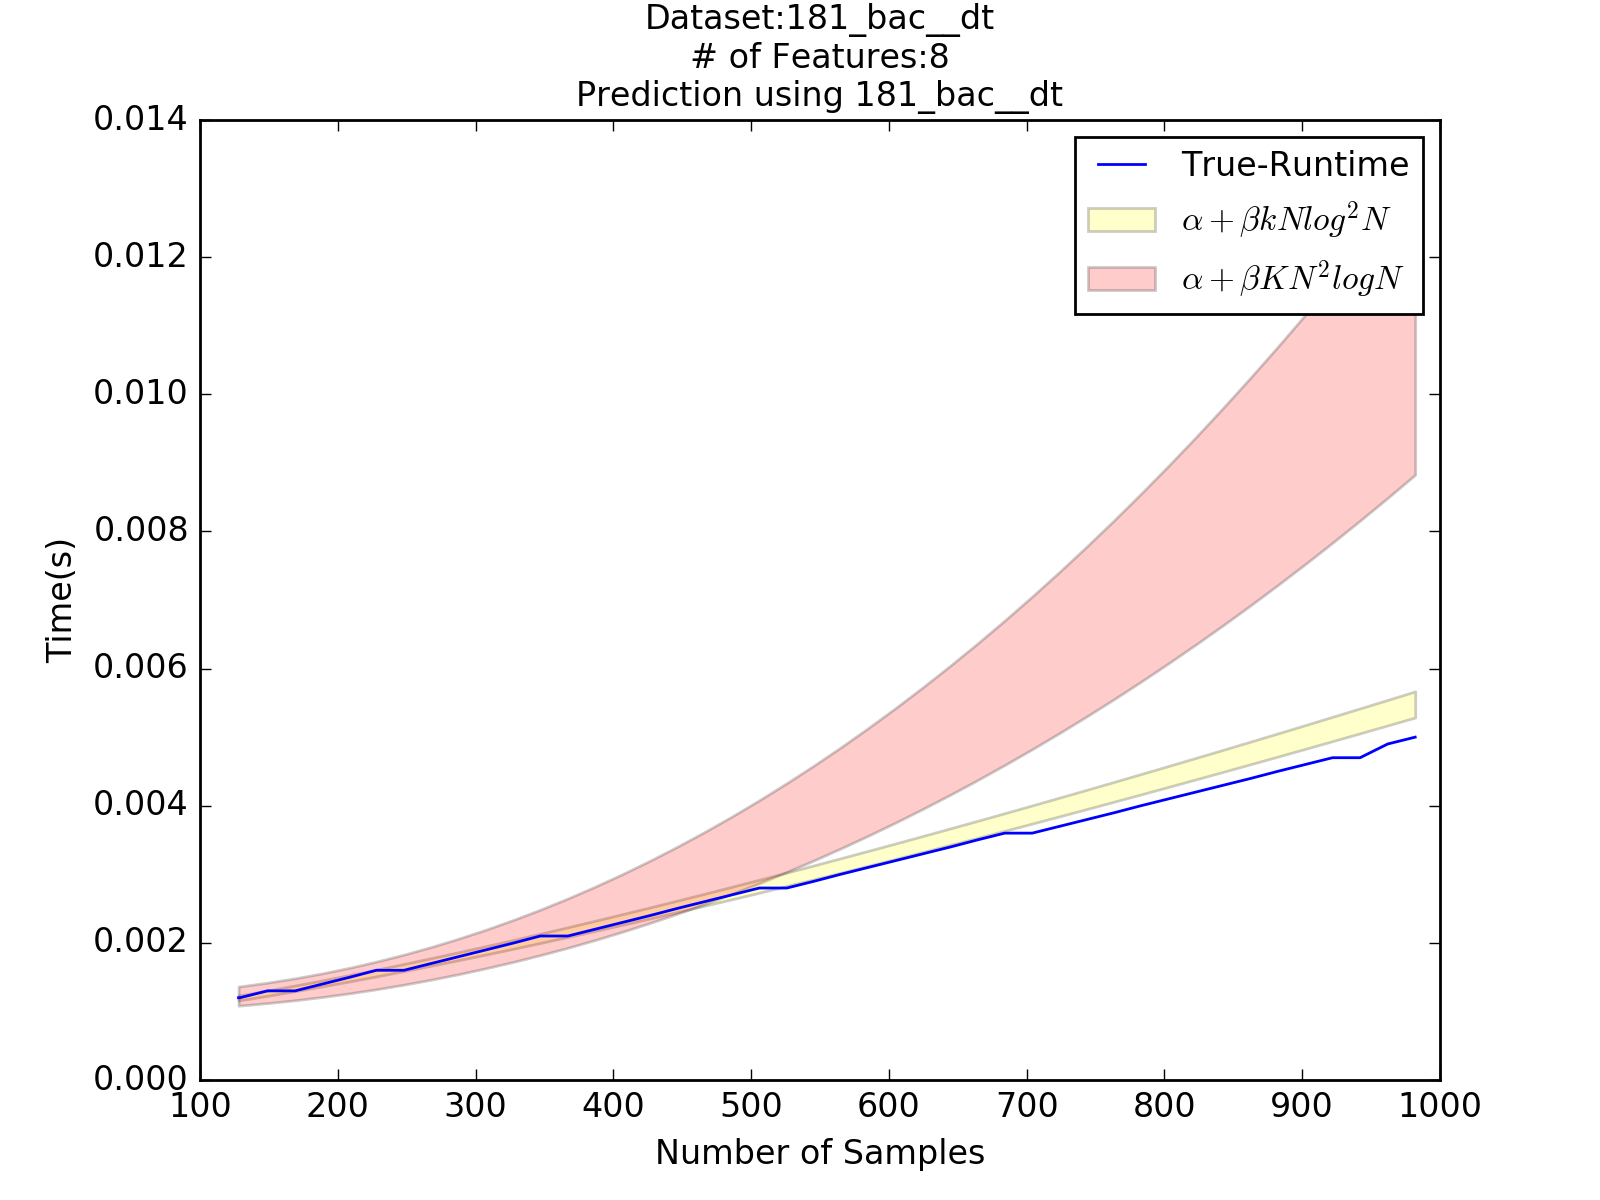 Dataset:181_bac__dt
# of Features:8
Prediction using 181_bac__dt
0.014
0.012
0.010
0.008
0.006
0.004
0.002
0.000
Time(s)
True-Runtime
α + βkNlog²N
α + βKN²logN
100 200 300 400 500 600 700 800 900 1000
Number of Samples